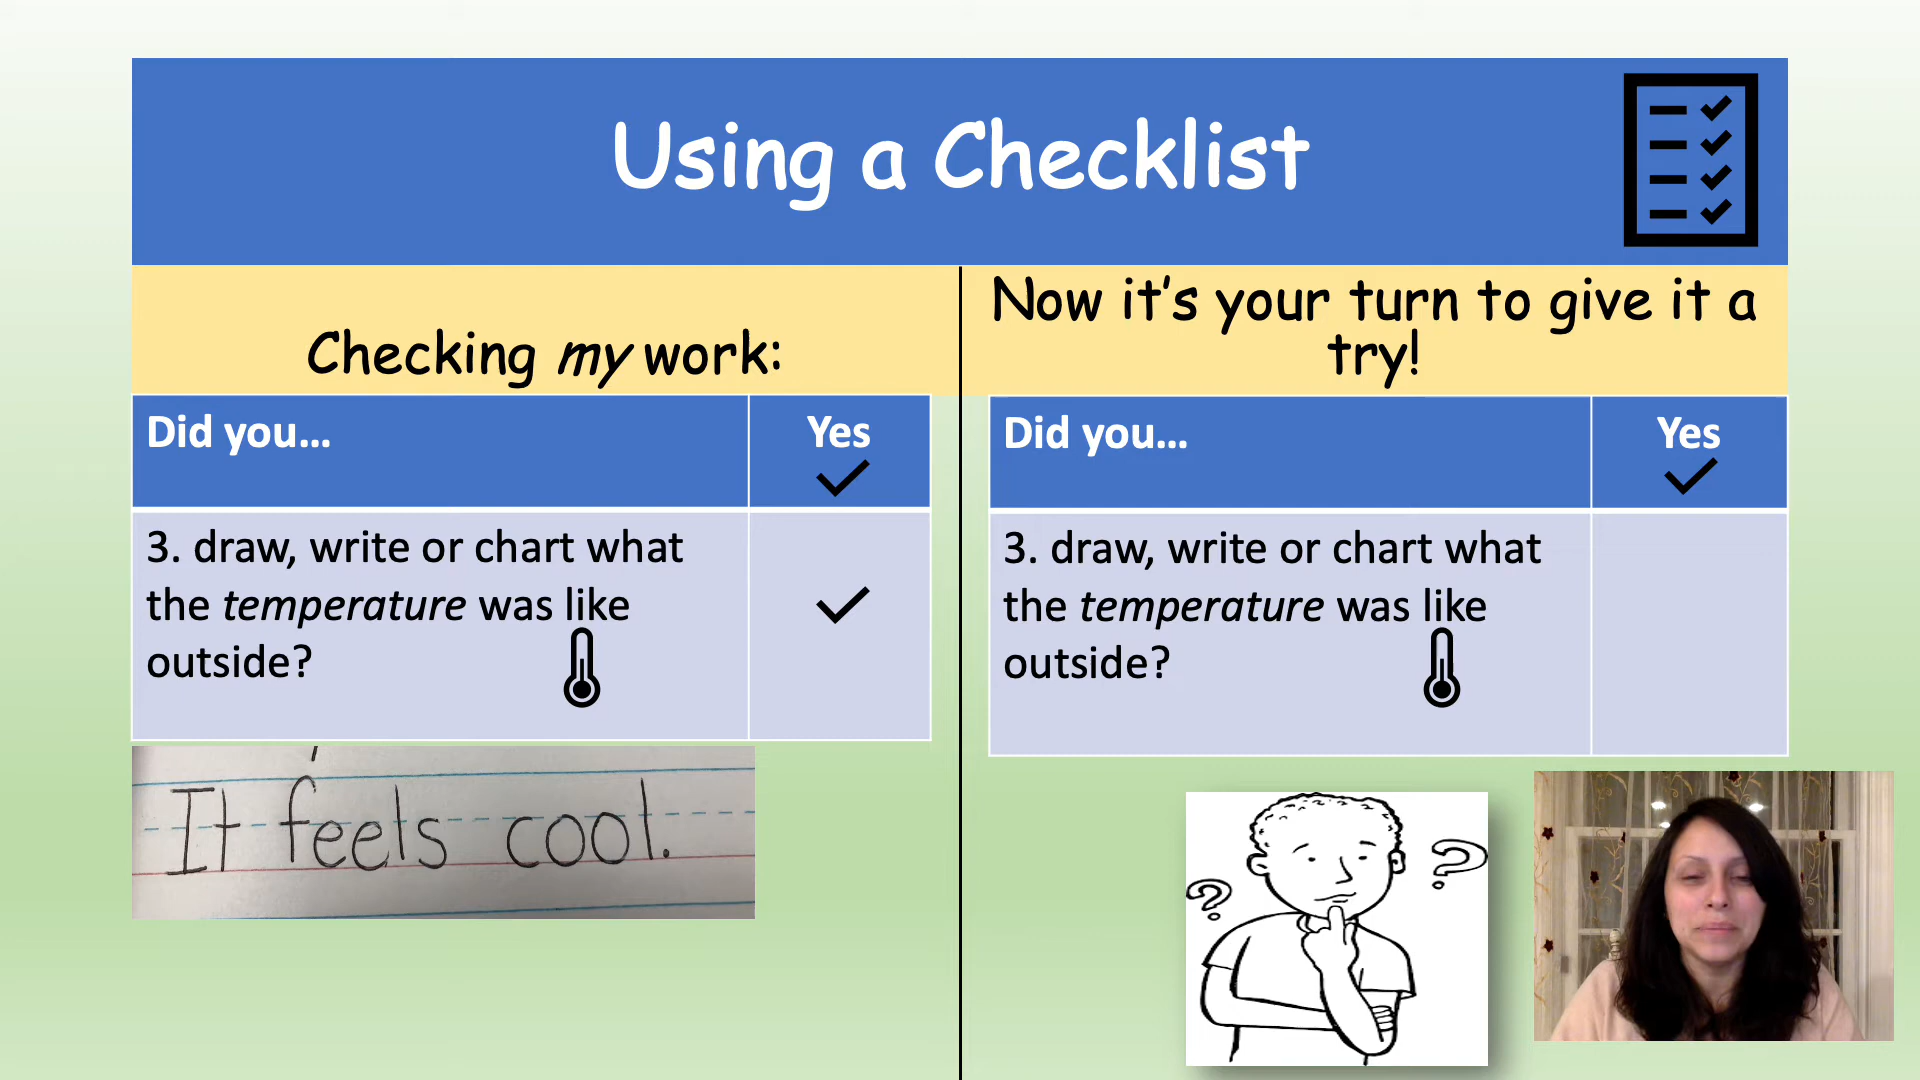 Using a Checklist
Checking my work:
Did you...
Yes
3. draw, write or chart what
the temperature was like
outside?
It feels cool.
Now it's your turn to give it a
try!
Did you...
Yes
3. draw, write or chart what
the temperature was like
outside?
? ?